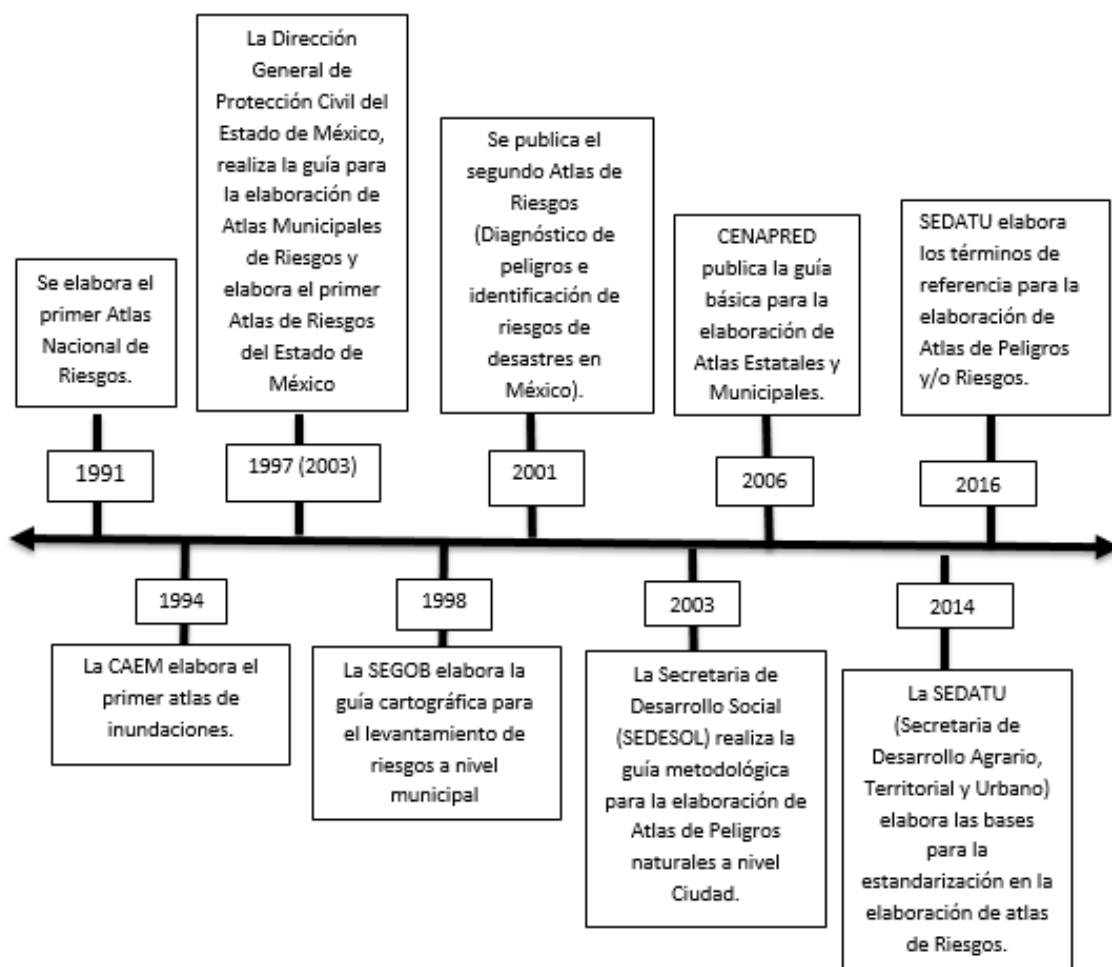 La Dirección
General de
Protección Civil del
Estado de México,
realiza la guía para
la elaboración de
Atlas Municipales
de Riesgos y
elabora el primer
Atlas de Riesgos
del Estado de
México
Se publica el
segundo Atlas de
Riesgos
(Diagnóstico de
peligros e
identificación de
riesgos de
desastres en
México).
CENAPRED
publica la guía
básica para la
elaboración de
Atlas Estatales y
Municipales.
SEDATU elabora
los términos de
referencia para la
elaboración de
Atlas de Peligros
y/o Riesgos.
Se elabora el
primer Atlas
Nacional de
Riesgos.
1991
1997 (2003)
2001
2006
2016
1994
1998
2003
2014
La CAEM elabora el
primer atlas de
inundaciones.
La SEGOB elabora la
guía cartográfica para
el levantamiento de
riesgos a nivel
municipal
La Secretaria de
Desarrollo Social
(SEDESOL) realiza la
guía metodológica
para la elaboración de
Atlas de Peligros
naturales a nivel
Ciudad.
La SEDATU
(Secretaria de
Desarrollo Agrario,
Territorial y Urbano)
elabora las bases
para la
estandarización en la
elaboración de atlas
de Riesgos.